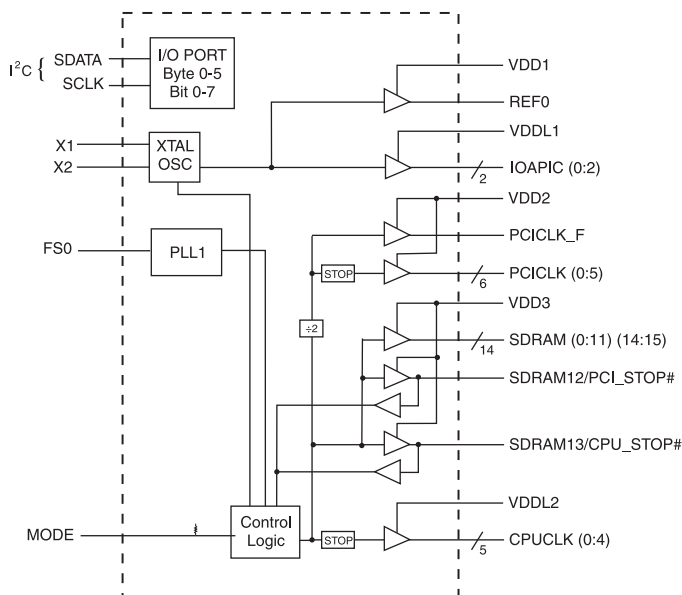 I²C { SDATA
SCLK
I/O PORT
Byte 0-5
Bit 0-7
VDD1
REF0
VDDL1
X1
X2
XTAL
OSC
2
IOAPIC (0:2)
VDD2
FS0
PLL1
PCICLK_F
STOP
6
PCICLK (0:5)
VDD3
÷2
14
SDRAM (0:11) (14:15)
SDRAM12/PCI_STOP#
SDRAM13/CPU_STOP#
VDDL2
MODE
Control
Logic
STOP
5
CPUCLK (0:4)